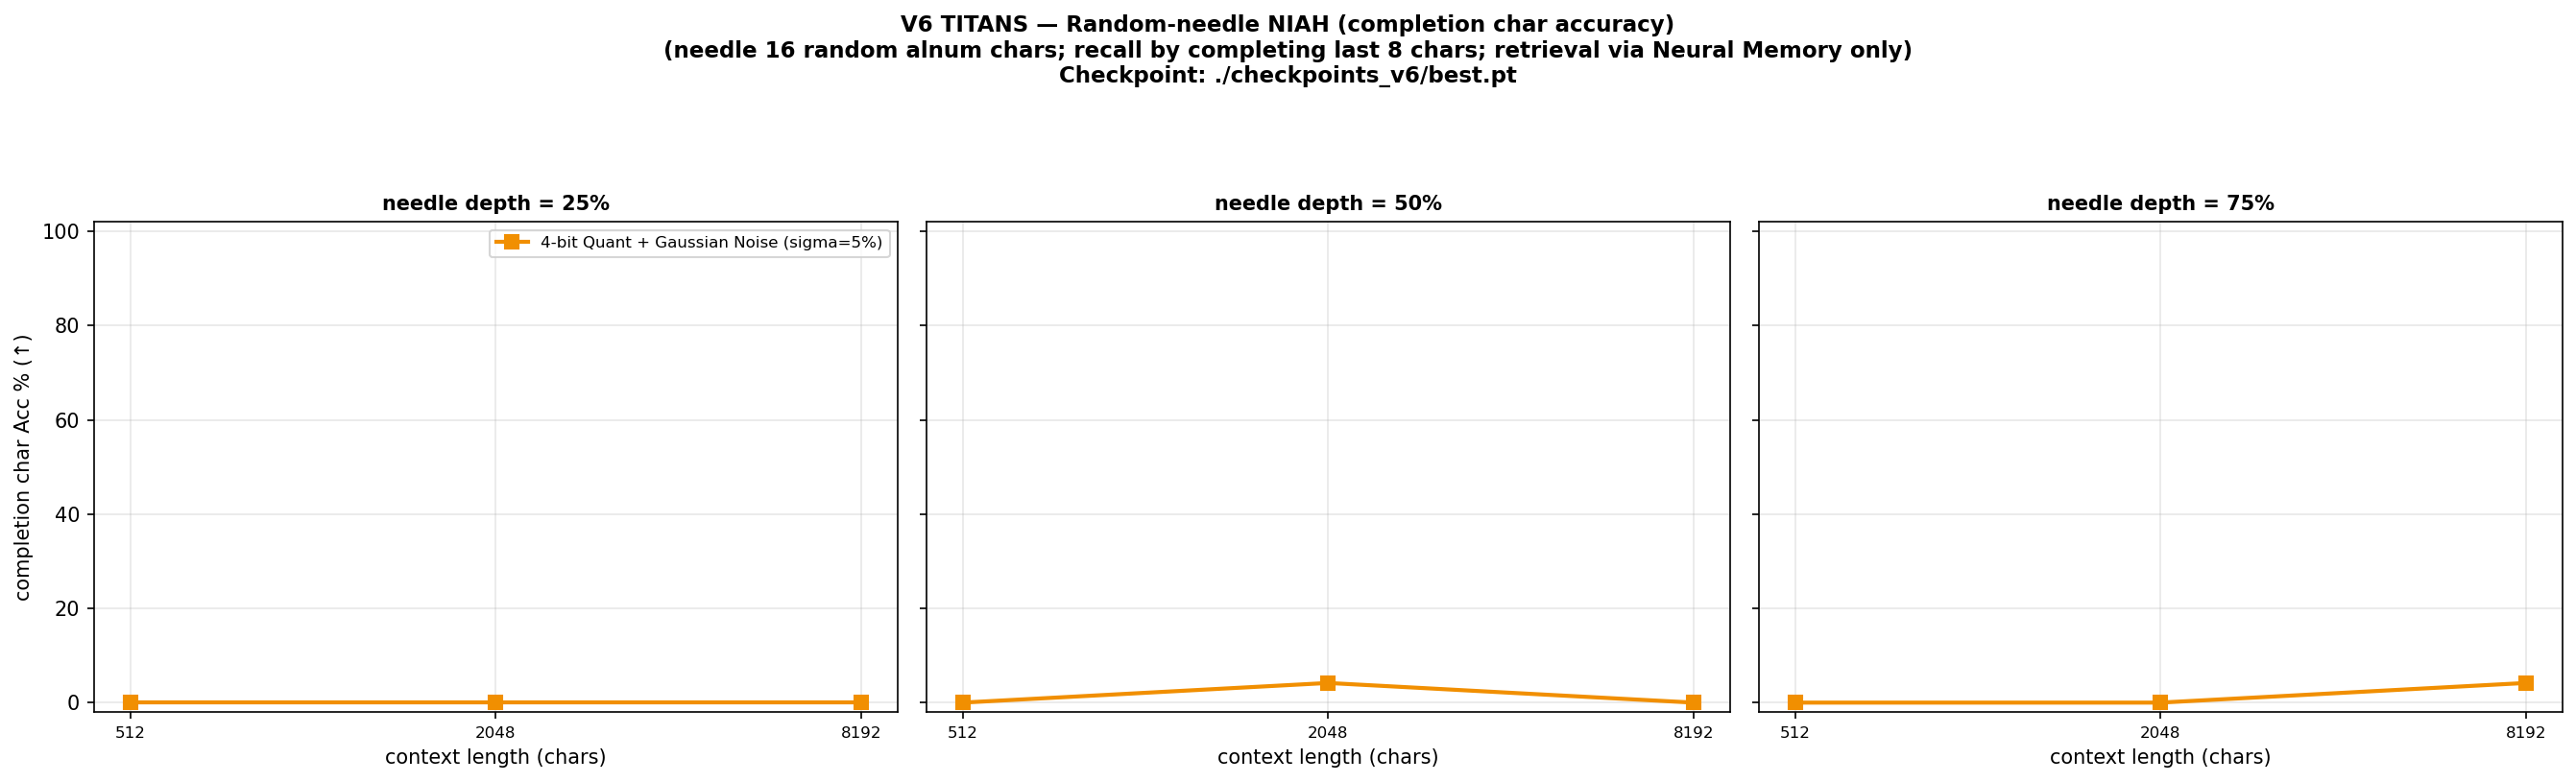 V6 TITANS — Random-needle NIAH (completion char accuracy)
(needle 16 random alnum chars; recall by completing last 8 chars; retrieval via Neural Memory only)
Checkpoint: ./checkpoints_v6/best.pt
needle depth = 25%
needle depth = 50%
needle depth = 75%
4-bit Quant + Gaussian Noise (sigma=5%)
completion char Acc % (↑)
100
80
60
40
20
0
512
2048
8192
context length (chars)
512
2048
8192
context length (chars)
512
2048
8192
context length (chars)